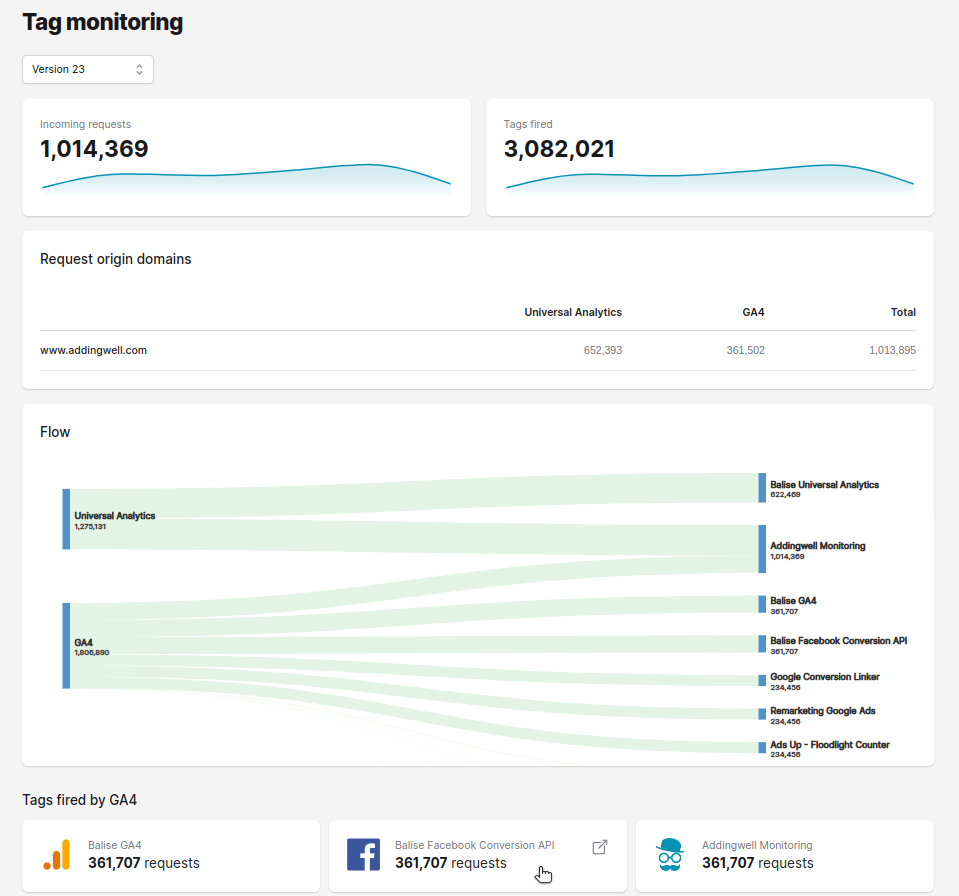 Tag monitoring
Version 23
Incoming requests
1,014,369
Tags fired
3,082,021
Request origin domains
Universal Analytics GA4 Total
www.addingwell.com 652,393 361,502 1,013,895
Flow
Universal Analytics
1,275,131
GA4
1,806,890
Balise Universal Analytics
622,469
Addingwell Monitoring
1,014,369
Balise GA4
361,707
Balise Facebook Conversion API
361,707
Google Conversion Linker
234,456
Remarketing Google Ads
234,456
Ads Up - Floodlight Counter
234,456
Tags fired by GA4
Balise GA4
361,707 requests
Balise Facebook Conversion API
361,707 requests
Addingwell Monitoring
361,707 requests